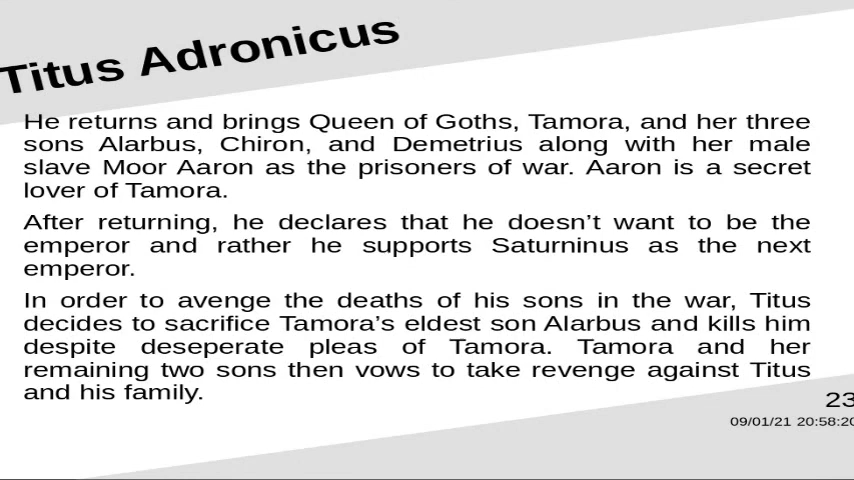 Titus Adronicus
He returns and brings Queen of Goths, Tamora, and her three
sons Alarbus, Chiron, and Demetrius along with her male
slave Moor Aaron as the prisoners of war. Aaron is a secret
lover of Tamora.
After returning, he declares that he doesn’t want to be the
emperor and rather he supports Saturninus as the next
emperor.
In order to avenge the deaths of his sons in the war, Titus
decides to sacrifice Tamora’s eldest son Alarbus and kills him
despite deseperate pleas of Tamora. Tamora and her
remaining two sons then vows to take revenge against Titus
and his family.
23
09/01/21 20:58:20